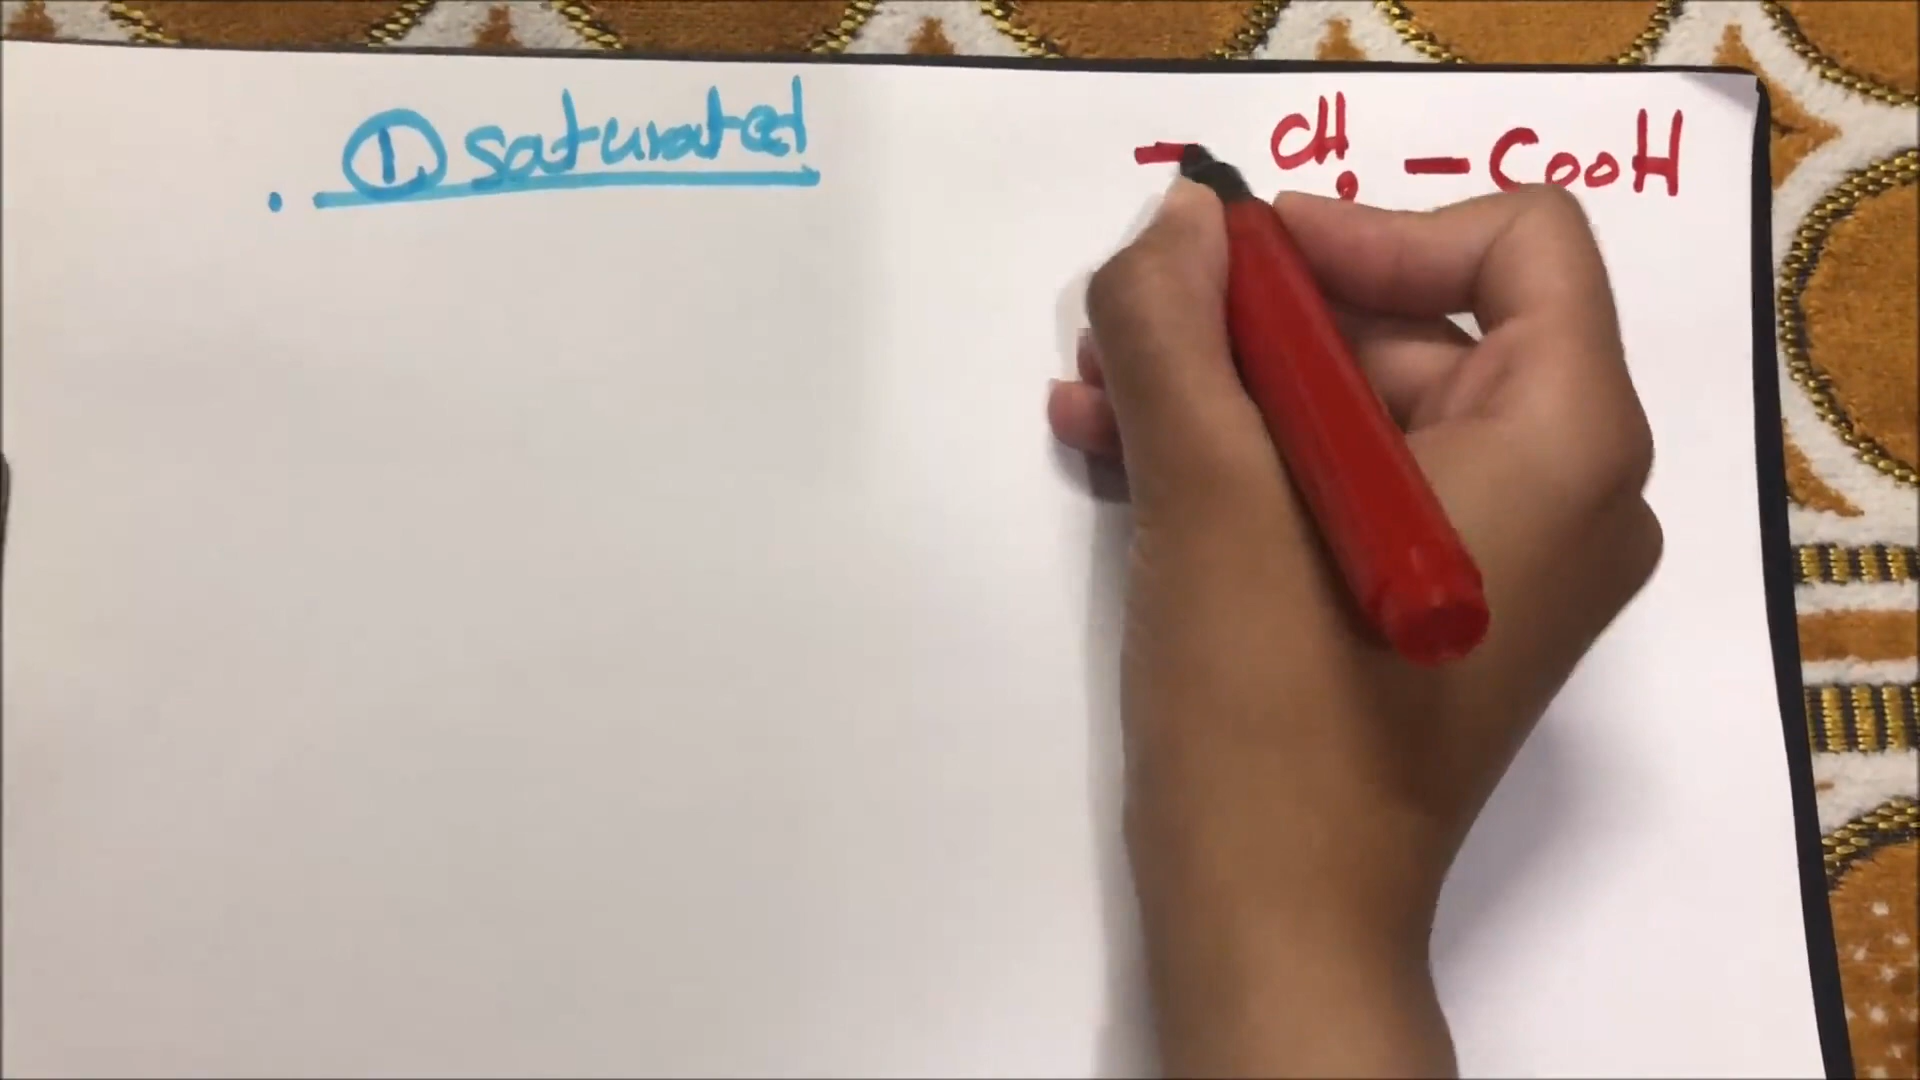 ① saturated
- CH₂ - COOH